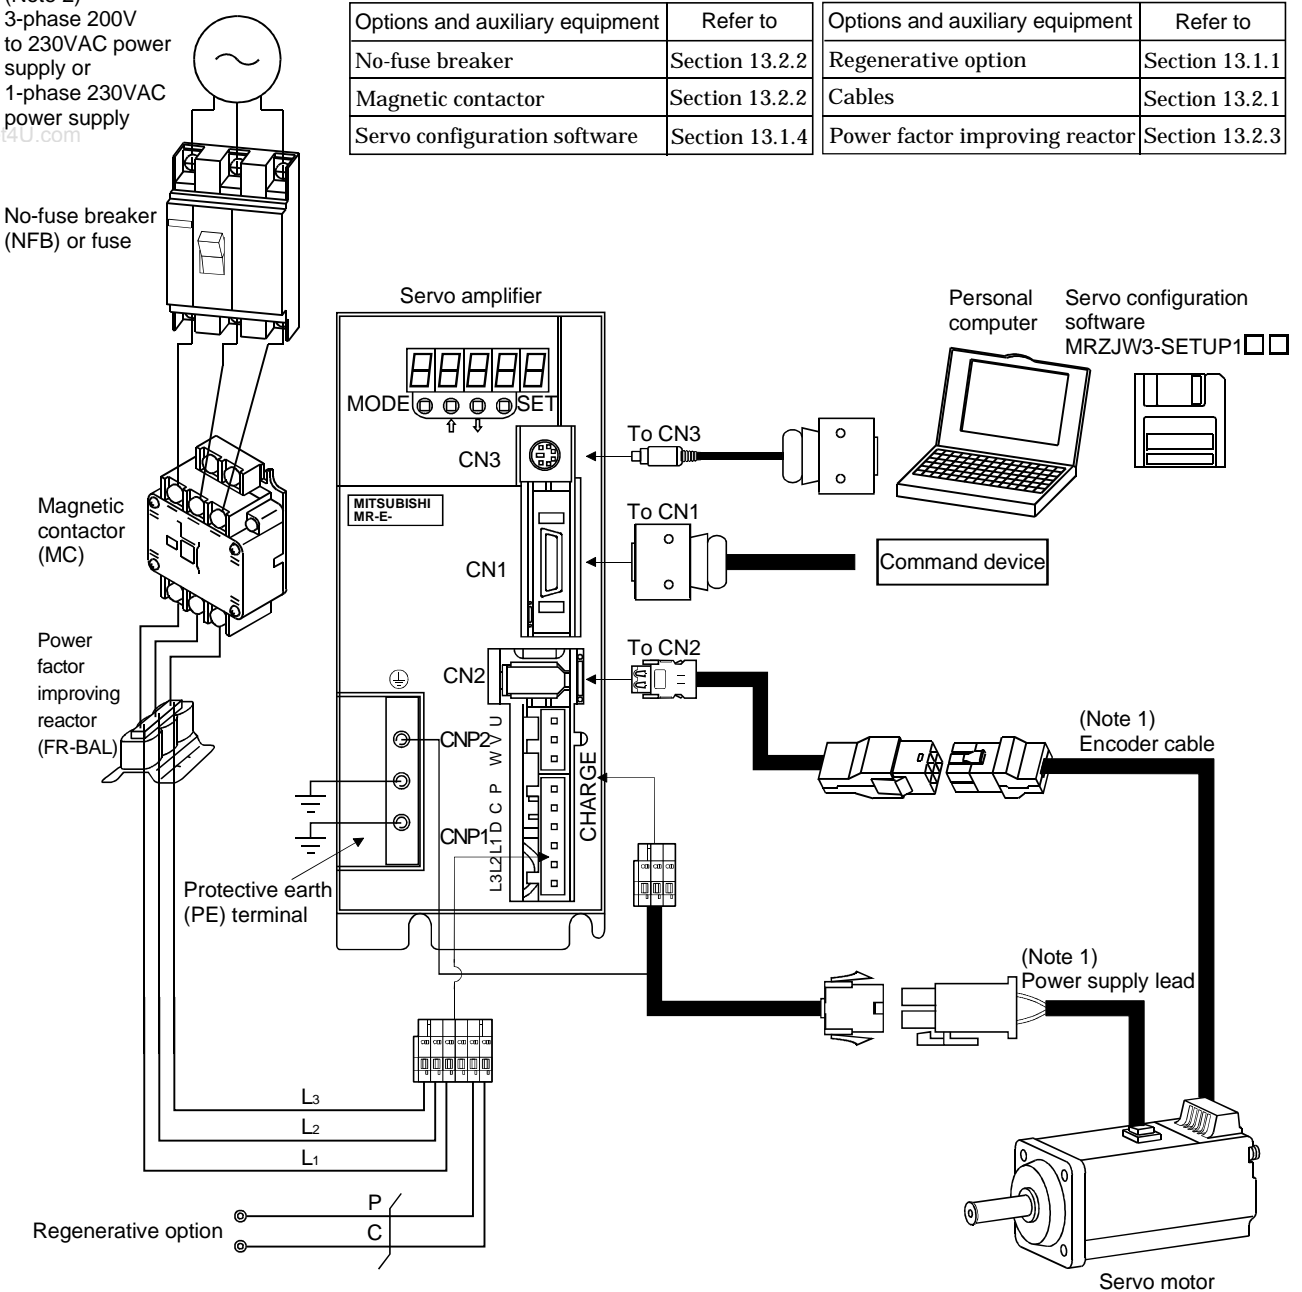 (Note 2)
3-phase 200V
to 230VAC power
supply or
1-phase 230VAC
power supply
t4U.com
Options and auxiliary equipment Refer to
No-fuse breaker Section 13.2.2
Magnetic contactor Section 13.2.2
Servo configuration software Section 13.1.4
Options and auxiliary equipment Refer to
Regenerative option Section 13.1.1
Cables Section 13.2.1
Power factor improving reactor Section 13.2.3
No-fuse breaker
(NFB) or fuse
Servo amplifier
Personal
computer
Servo configuration
software
MRZJW3-SETUP1□□
MODE SET
CN3
To CN3
MITSUBISHI
MR-E-
Magnetic
contactor
(MC)
To CN1
CN1
Command device
Power
factor
improving
reactor
(FR-BAL)
To CN2
CN2
(Note 1)
Encoder cable
CNP2
W V U
CHARGE
CNP1
L3 L2 L1 D C P
Protective earth
(PE) terminal
(Note 1)
Power supply lead
L3
L2
L1
P
Regenerative option
C
Servo motor